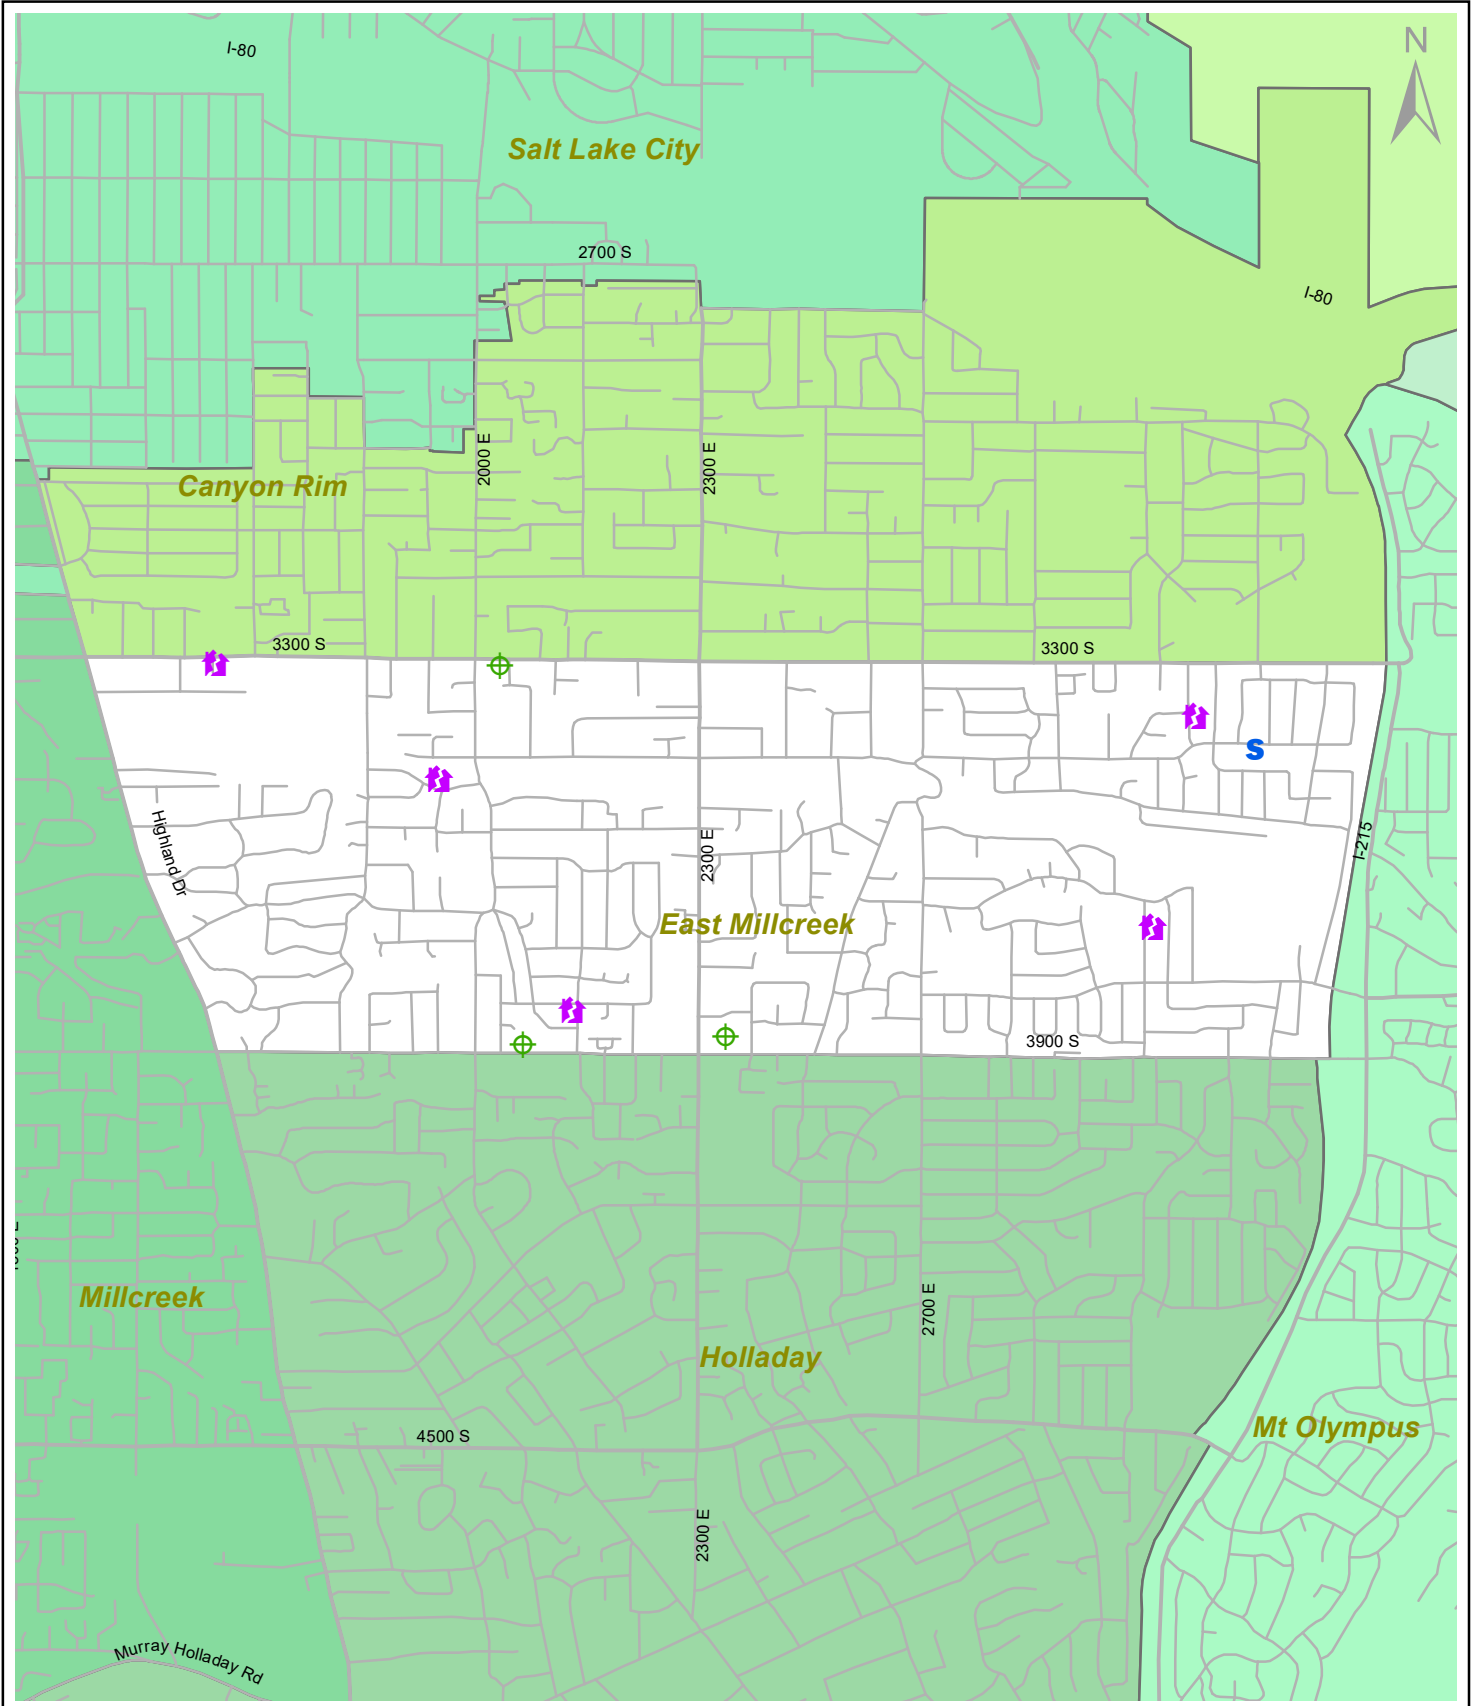 I-80
N
Salt Lake City
2700 S
I-80
2000 E
2300 E
Canyon Rim
3300 S
3300 S
S
Highland Dr
2300 E
I-215
East Millcreek
3900 S
Millcreek
2700 E
Holladay
Mt Olympus
4500 S
2300 E
Murray Holladay Rd